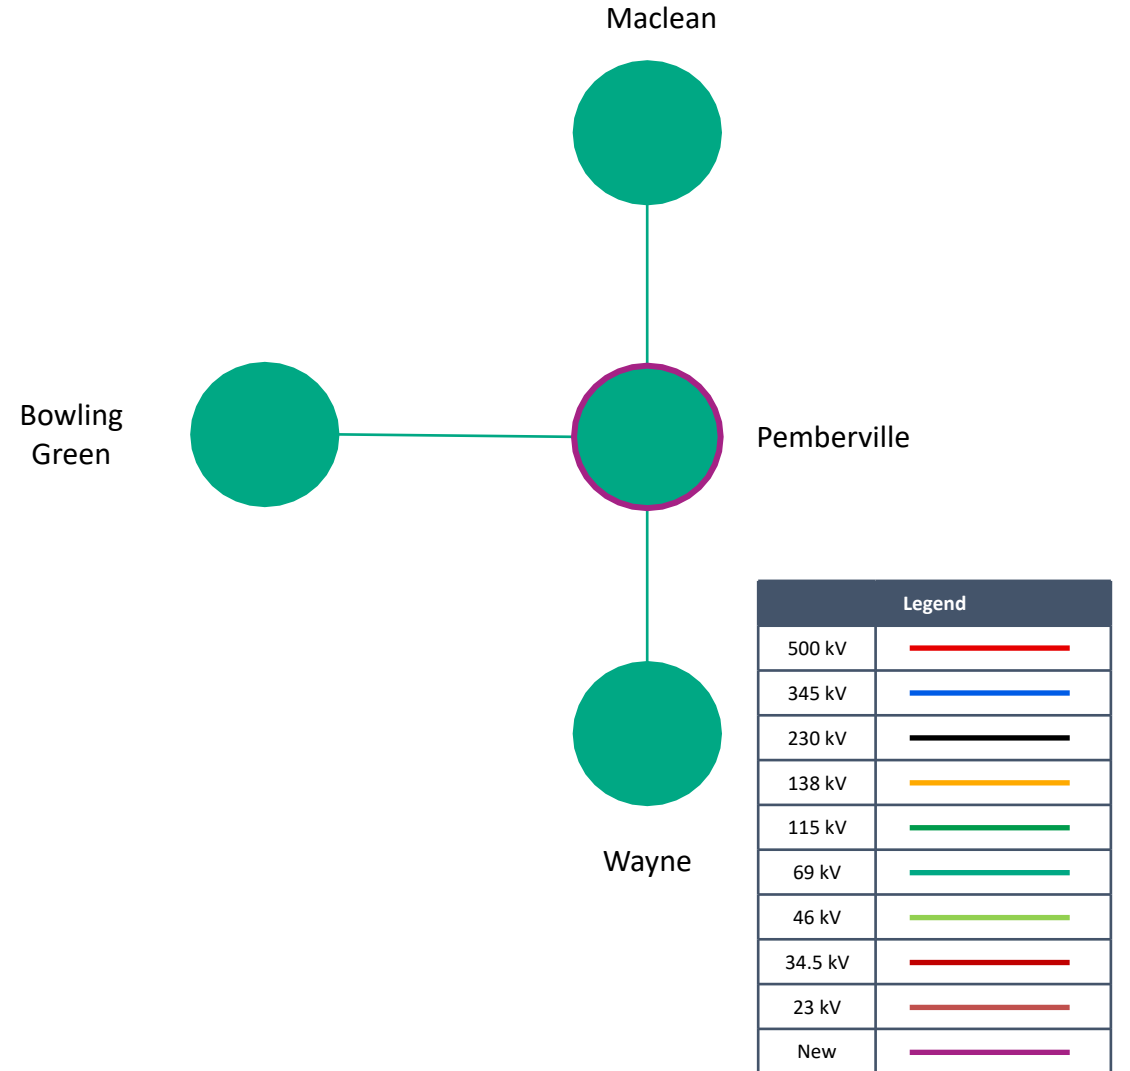 Maclean
Bowling
Green
Pemberville
Wayne
Legend
500 kV
345 kV
230 kV
138 kV
115 kV
69 kV
46 kV
34.5 kV
23 kV
New